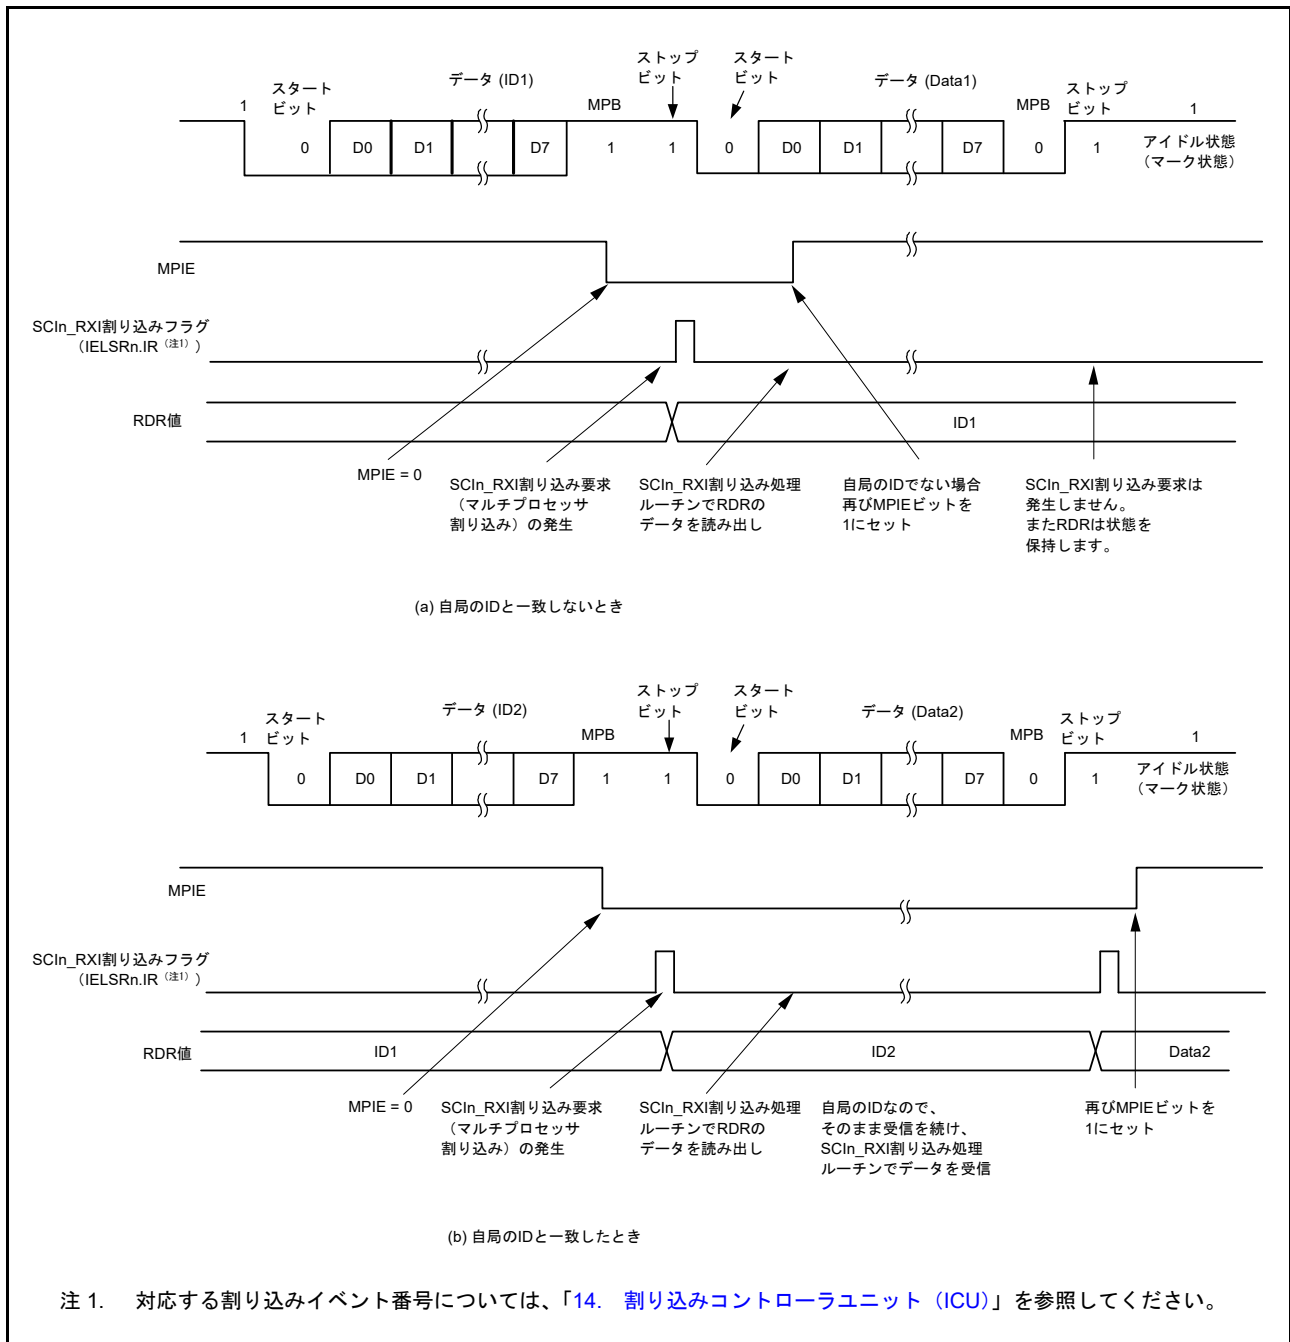 スタート
ビット
データ (ID1)
MPB
ストップ
ビット
スタート
ビット
データ (Data1)
MPB
ストップ
ビット
1
1
0
D0
D1
D7
1
1
0
D0
D1
D7
0
1
アイドル状態
（マーク状態）
MPIE
SCIn_RXI割り込みフラグ
（IELSRn.IR（注1））
RDR値
ID1
MPIE = 0
SCIn_RXI割り込み要求
（マルチプロセッサ
割り込み）の発生
SCIn_RXI割り込み処理
ルーチンでRDRの
データを読み出し
自局のIDでない場合
再びMPIEビットを
1にセット
SCIn_RXI割り込み要求は
発生しません。
またRDRは状態を
保持します。
(a) 自局のIDと一致しないとき
スタート
ビット
データ (ID2)
MPB
ストップ
ビット
スタート
ビット
データ (Data2)
MPB
ストップ
ビット
1
1
0
D0
D1
D7
1
1
0
D0
D1
D7
0
1
アイドル状態
（マーク状態）
MPIE
SCIn_RXI割り込みフラグ
（IELSRn.IR（注1））
RDR値
ID1
ID2
Data2
MPIE = 0
SCIn_RXI割り込み要求
（マルチプロセッサ
割り込み）の発生
SCIn_RXI割り込み処理
ルーチンでRDRの
データを読み出し
自局のIDなので、
そのまま受信を続け、
SCIn_RXI割り込み処理
ルーチンでデータを受信
再びMPIEビットを
1にセット
(b) 自局のIDと一致したとき
注 1. 対応する割り込みイベント番号については、「14. 割り込みコントローラユニット（ICU）」を参照してください。